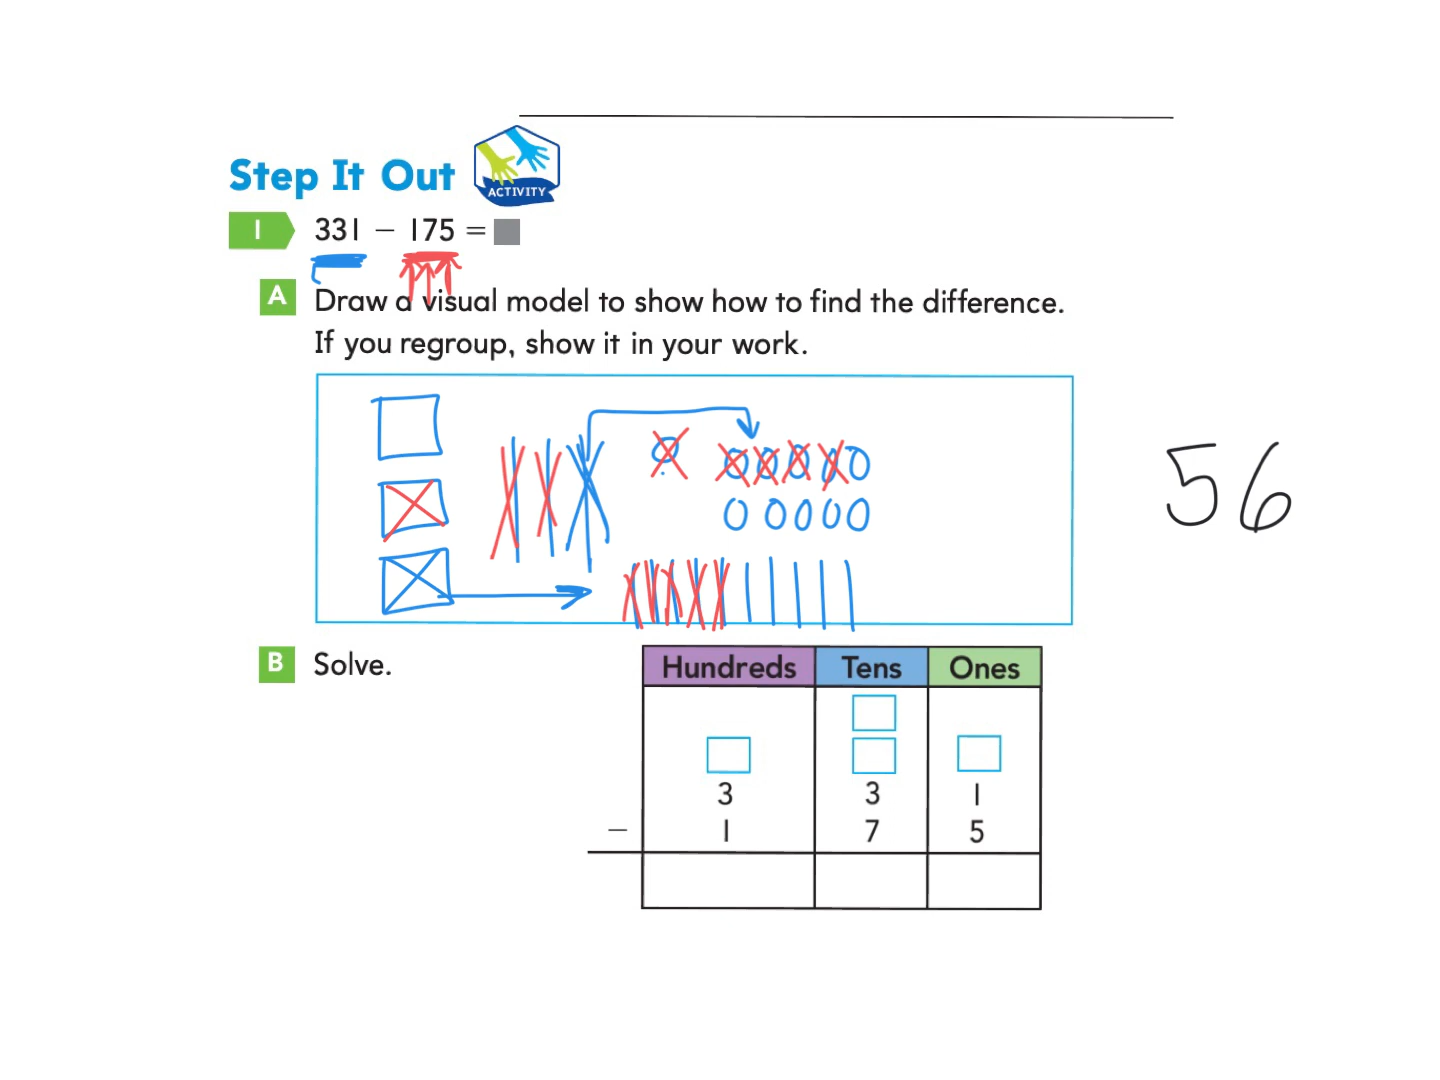 Step It Out
ACTIVITY
1 331 − 175 = ■
A Draw a visual model to show how to find the difference.
If you regroup, show it in your work.
56
B Solve.
Hundreds Tens Ones
3 3 1
− 1 7 5